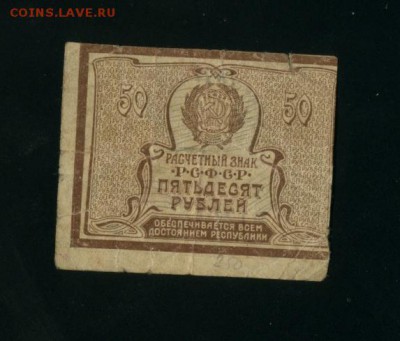 COINS.LAVE.RU
50 50
РАСЧЕТНЫЙ ЗНАК
Р·С·Ф·С·Р·
ПЯТЬДЕСЯТ
РУБЛЕЙ
ОБЕСПЕЧИВАЕТСЯ ВСЕМ
ДОСТОЯНИЕМ РЕСПУБЛИКИ